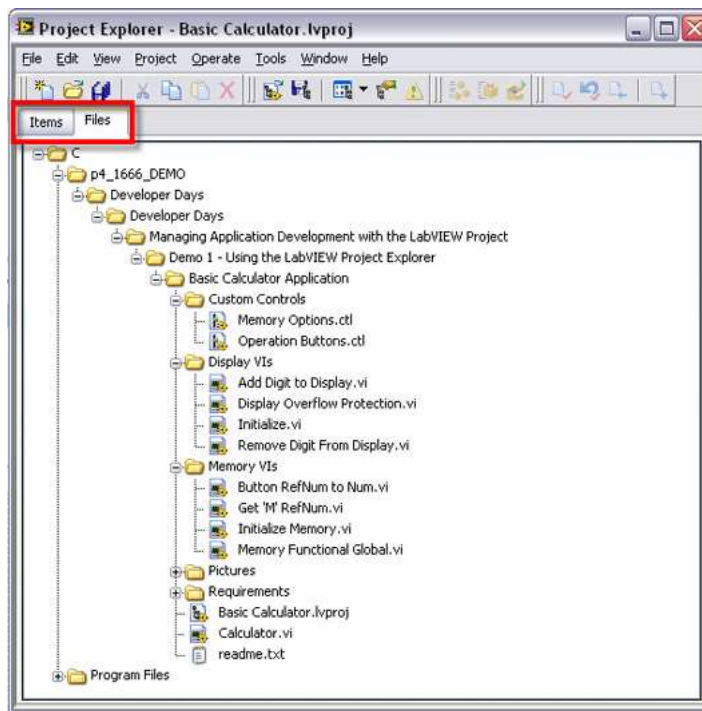 Project Explorer - Basic Calculator.lvproj
File Edit View Project Operate Tools Window Help
Items Files
C
p4_1666_DEMO
Developer Days
Developer Days
Managing Application Development with the LabVIEW Project
Demo 1 - Using the LabVIEW Project Explorer
Basic Calculator Application
Custom Controls
Memory Options.ctl
Operation Buttons.ctl
Display VIs
Add Digit to Display.vi
Display Overflow Protection.vi
Initialize.vi
Remove Digit From Display.vi
Memory VIs
Button RefNum to Num.vi
Get 'M' RefNum.vi
Initialize Memory.vi
Memory Functional Global.vi
Pictures
Requirements
Basic Calculator.lvproj
Calculator.vi
readme.txt
Program Files